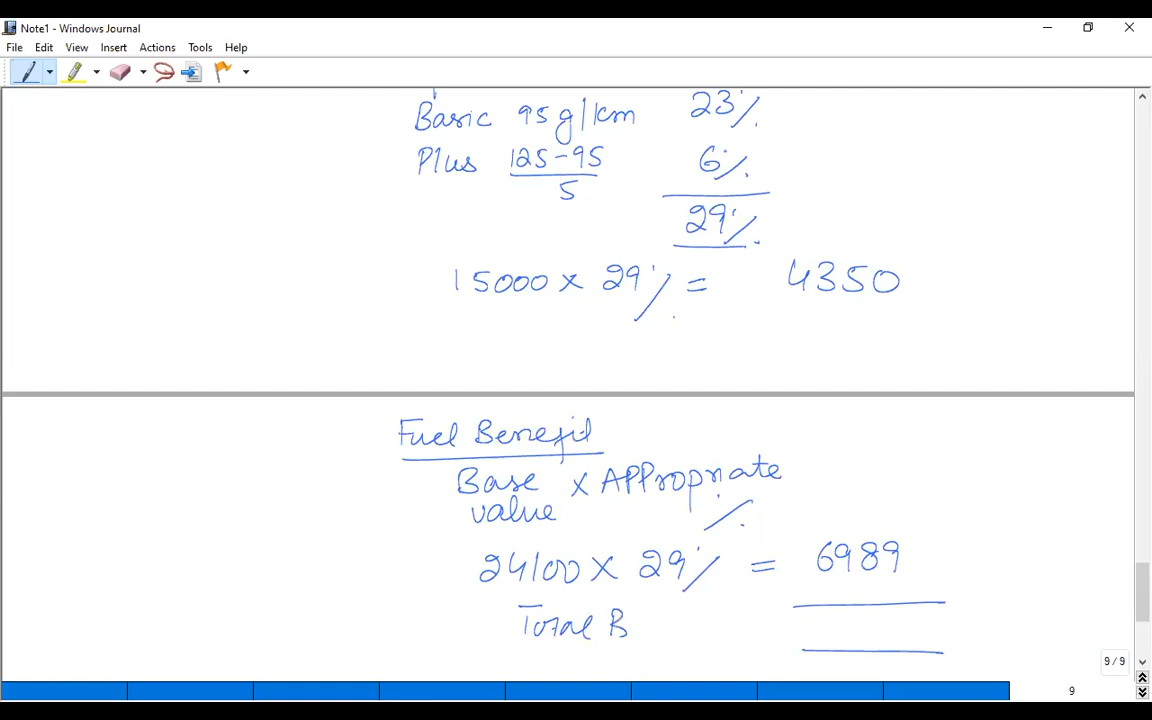 Note1 - Windows Journal
File Edit View Insert Actions Tools Help
Basic 95 g/km 23%
Plus 125-95 6%
5
29%
15000 x 29% = 4350
Fuel Benefit
Base x Appropriate
value %
24100 x 29% = 6989
Total B
9/9
9